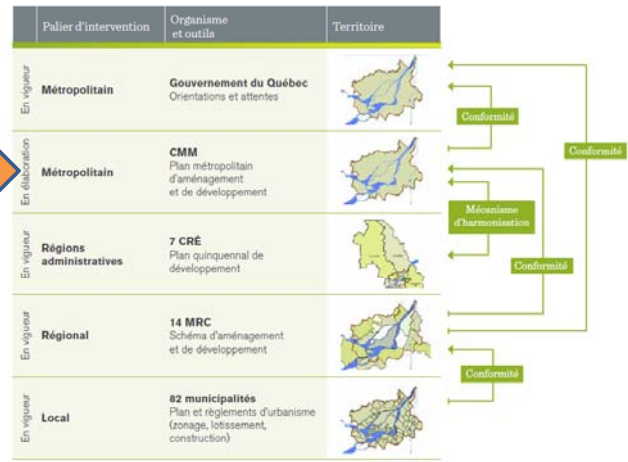 Palier d'intervention
Organisme
et outils
Territoire
En vigueur
Métropolitain
Gouvernement du Québec
Orientations et attentes
En élaboration
Métropolitain
CMM
Plan métropolitain
d'aménagement
et de développement
En vigueur
Régions
administratives
7 CRÉ
Plan quinquennal de
développement
En vigueur
Régional
14 MRC
Schéma d'aménagement
et de développement
En vigueur
Local
82 municipalités
Plan et règlements d'urbanisme
(zonage, lotissement,
construction)
Conformité
Conformité
Mécanisme
d'harmonisation
Conformité
Conformité